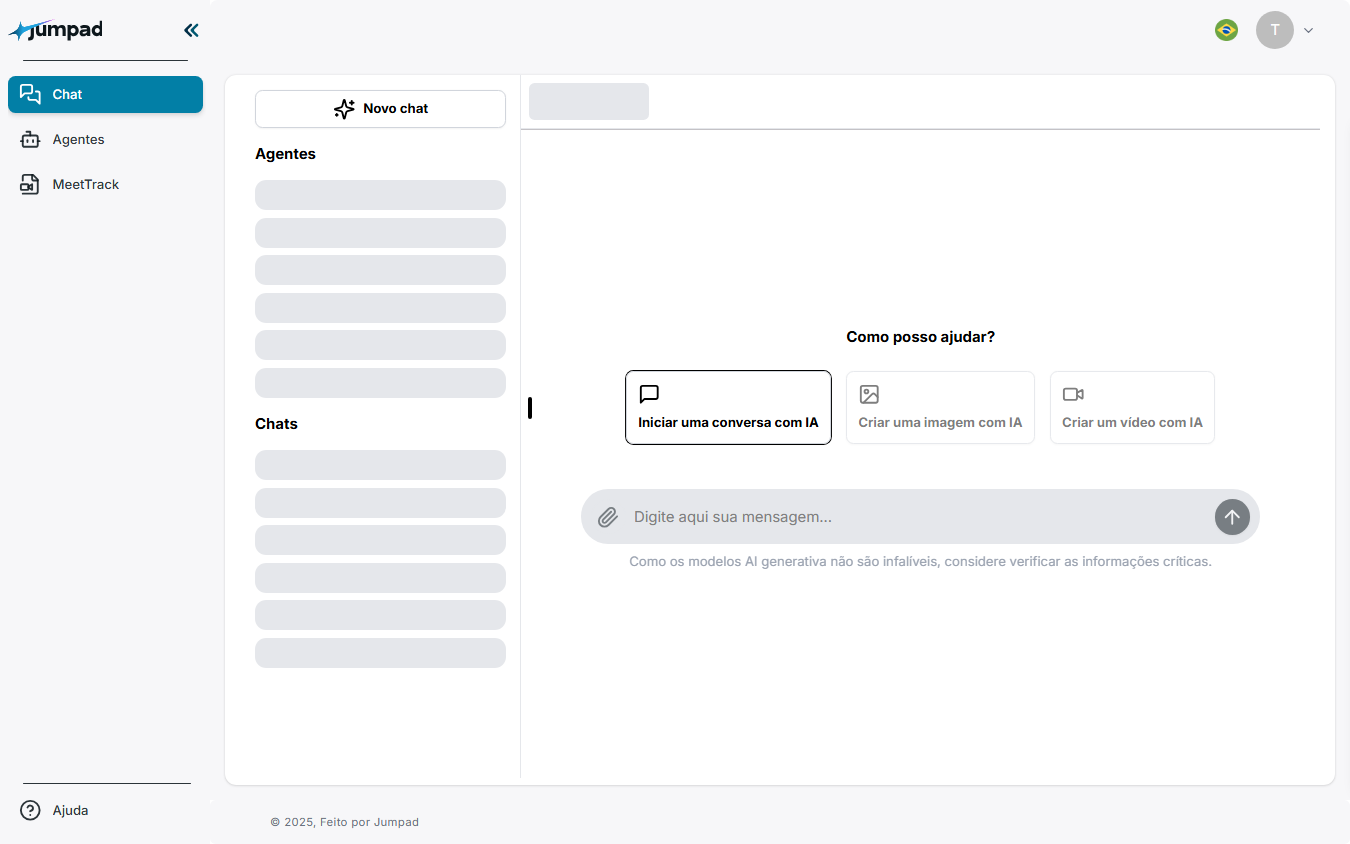 jumpad
T
Chat
Agentes
MeetTrack
Novo chat
Agentes
Chats
Como posso ajudar?
Iniciar uma conversa com IA
Criar uma imagem com IA
Criar um vídeo com IA
Digite aqui sua mensagem...
Como os modelos AI generativa não são infalíveis, considere verificar as informações críticas.
Ajuda
© 2025, Feito por Jumpad